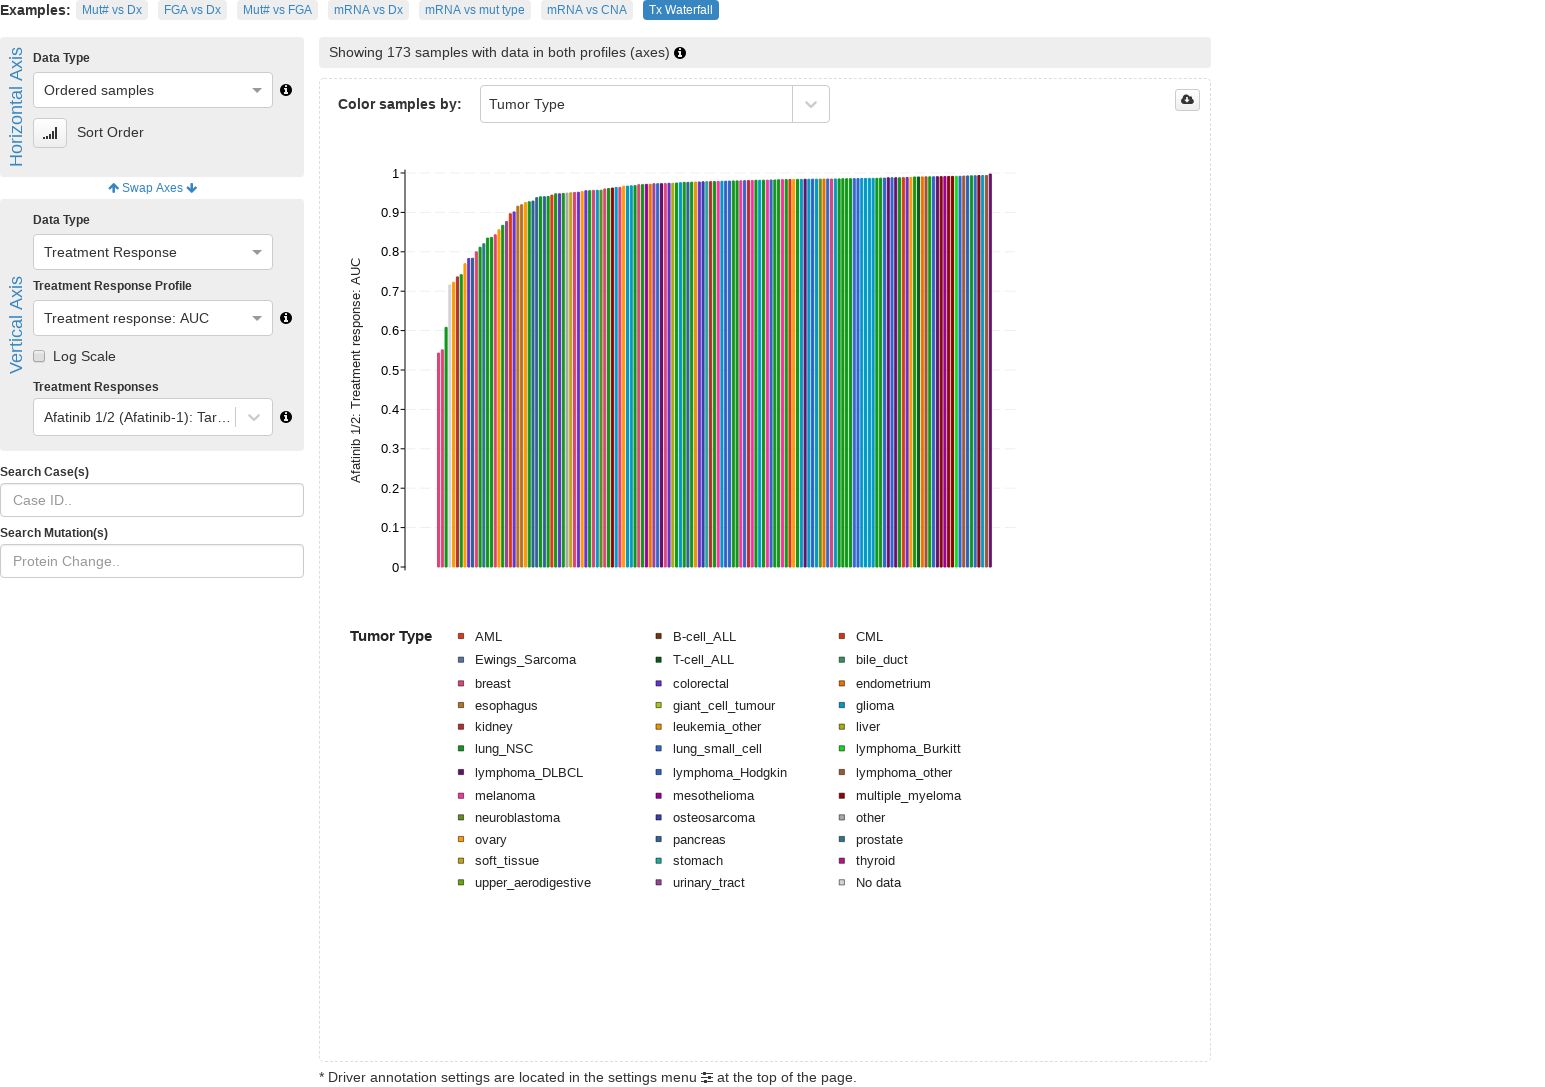 Examples: Mut# vs Dx FGA vs Dx Mut# vs FGA mRNA vs Dx mRNA vs mut type mRNA vs CNA Tx Waterfall
Horizontal Axis
Data Type
Ordered samples
Sort Order
Swap Axes
Vertical Axis
Data Type
Treatment Response
Treatment Response Profile
Treatment response: AUC
Log Scale
Treatment Responses
Afatinib 1/2 (Afatinib-1): Tar…
Search Case(s)
Case ID..
Search Mutation(s)
Protein Change..
Showing 173 samples with data in both profiles (axes)
Color samples by: Tumor Type
Afatinib 1/2: Treatment response: AUC
1
0.9
0.8
0.7
0.6
0.5
0.4
0.3
0.2
0.1
0
Tumor Type AML B-cell_ALL CML
Ewings_Sarcoma T-cell_ALL bile_duct
breast colorectal endometrium
esophagus giant_cell_tumour glioma
kidney leukemia_other liver
lung_NSC lung_small_cell lymphoma_Burkitt
lymphoma_DLBCL lymphoma_Hodgkin lymphoma_other
melanoma mesothelioma multiple_myeloma
neuroblastoma osteosarcoma other
ovary pancreas prostate
soft_tissue stomach thyroid
upper_aerodigestive urinary_tract No data
* Driver annotation settings are located in the settings menu at the top of the page.